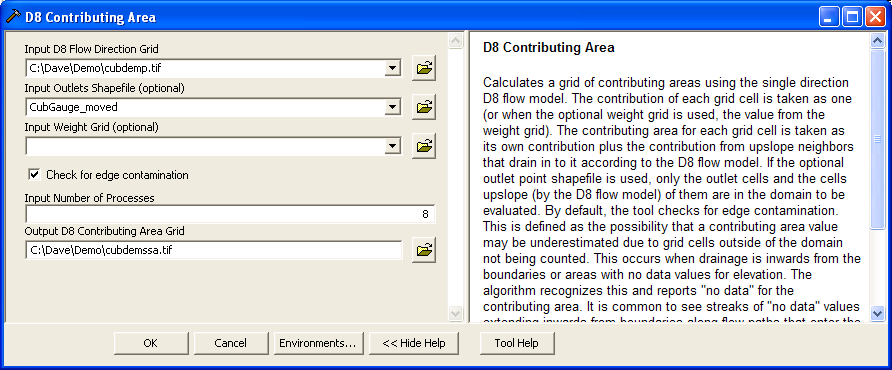 D8 Contributing Area
Input D8 Flow Direction Grid
C:\Dave\Demo\cubdemp.tif
Input Outlets Shapefile (optional)
CubGauge_moved
Input Weight Grid (optional)
Check for edge contamination
Input Number of Processes
8
Output D8 Contributing Area Grid
C:\Dave\Demo\cubdemssa.tif
D8 Contributing Area
Calculates a grid of contributing areas using the single direction
D8 flow model. The contribution of each grid cell is taken as one
(or when the optional weight grid is used, the value from the
weight grid). The contributing area for each grid cell is taken as
its own contribution plus the contribution from upslope neighbors
that drain in to it according to the D8 flow model. If the optional
outlet point shapefile is used, only the outlet cells and the cells
upslope (by the D8 flow model) of them are in the domain to be
evaluated. By default, the tool checks for edge contamination.
This is defined as the possibility that a contributing area value
may be underestimated due to grid cells outside of the domain
not being counted. This occurs when drainage is inwards from the
boundaries or areas with no data values for elevation. The
algorithm recognizes this and reports "no data" for the
contributing area. It is common to see streaks of "no data" values
extending inwards from boundaries along flow paths that enter the
OK
Cancel
Environments...
<< Hide Help
Tool Help